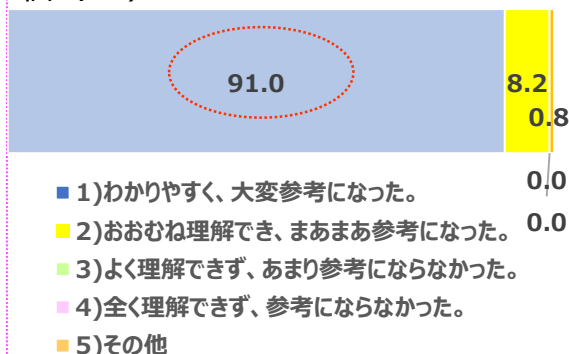 91.0
8.2
0.8
0.0
0.0
■ 1)わかりやすく、大変参考になった。
■ 2)おおむね理解でき、まあまあ参考になった。
■ 3)よく理解できず、あまり参考にならなかった。
■ 4)全く理解できず、参考にならなかった。
■ 5)その他